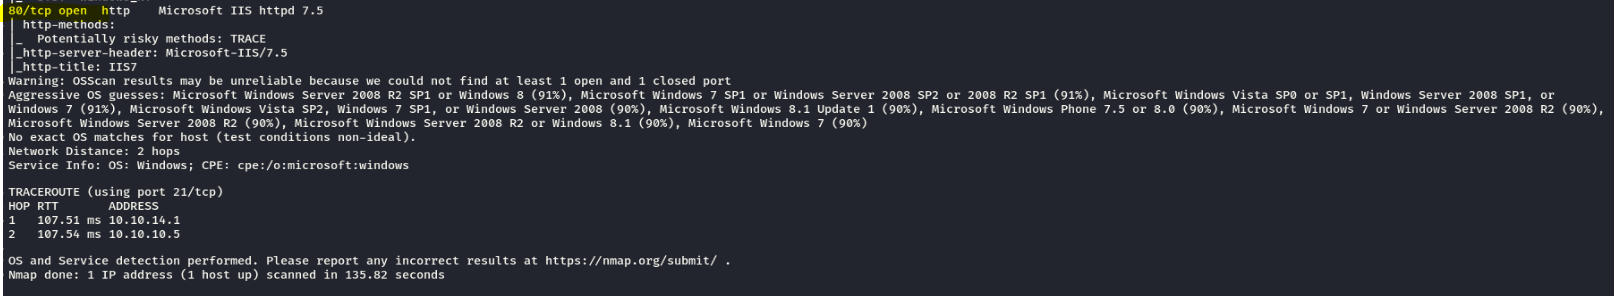 80/tcp open  http    Microsoft IIS httpd 7.5
| http-methods:
|_  Potentially risky methods: TRACE
|_http-server-header: Microsoft-IIS/7.5
|_http-title: IIS7
Warning: OSScan results may be unreliable because we could not find at least 1 open and 1 closed port
Aggressive OS guesses: Microsoft Windows Server 2008 R2 SP1 or Windows 8 (91%), Microsoft Windows 7 SP1 or Windows Server 2008 SP2 or 2008 R2 SP1 (91%), Microsoft Windows Vista SP0 or SP1, Windows Server 2008 SP1, or
Windows 7 (91%), Microsoft Windows Vista SP2, Windows 7 SP1, or Windows Server 2008 (90%), Microsoft Windows 8.1 Update 1 (90%), Microsoft Windows Phone 7.5 or 8.0 (90%), Microsoft Windows 7 or Windows Server 2008 R2 (90%),
Microsoft Windows Server 2008 R2 (90%), Microsoft Windows Server 2008 R2 or Windows 8.1 (90%), Microsoft Windows 7 (90%)
No exact OS matches for host (test conditions non-ideal).
Network Distance: 2 hops
Service Info: OS: Windows; CPE: cpe:/o:microsoft:windows
TRACEROUTE (using port 21/tcp)
HOP RTT       ADDRESS
1   107.51 ms 10.10.14.1
2   107.54 ms 10.10.10.5
OS and Service detection performed. Please report any incorrect results at https://nmap.org/submit/ .
Nmap done: 1 IP address (1 host up) scanned in 135.82 seconds